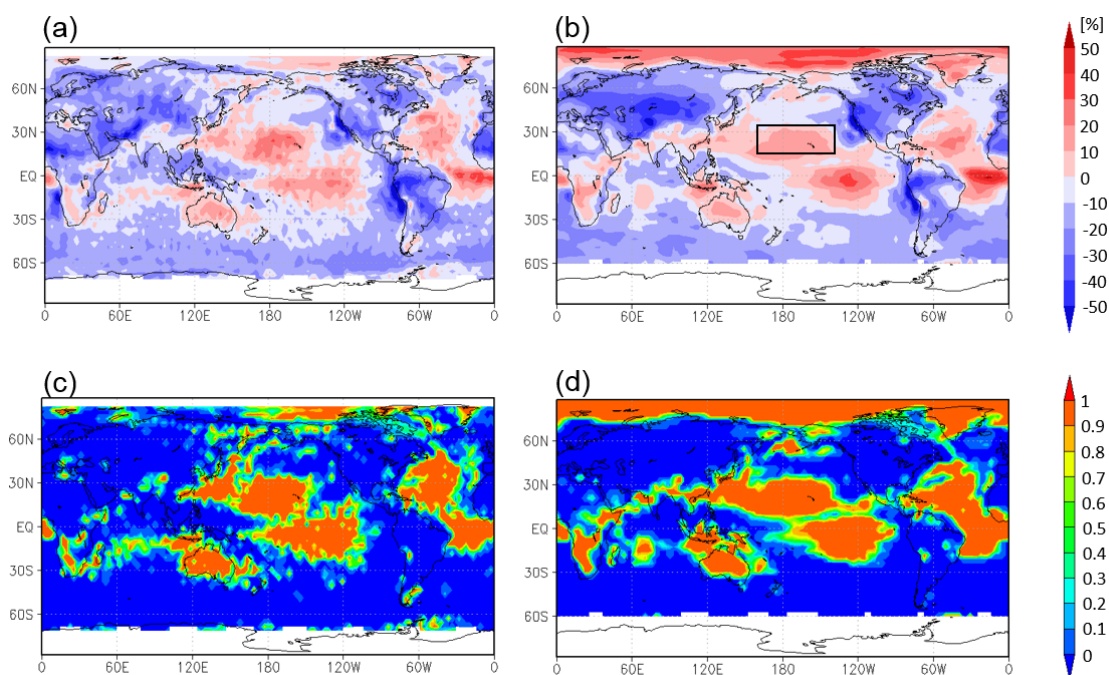 (a)
(b)
[%]
60N
30N
EQ
30S
60S
0 60E 120E 180 120W 60W 0
60N
30N
EQ
30S
60S
0 60E 120E 180 120W 60W 0
50
40
30
20
10
0
-10
-20
-30
-40
-50
(c)
(d)
60N
30N
EQ
30S
60S
0 60E 120E 180 120W 60W 0
60N
30N
EQ
30S
60S
0 60E 120E 180 120W 60W 0
1
0.9
0.8
0.7
0.6
0.5
0.4
0.3
0.2
0.1
0